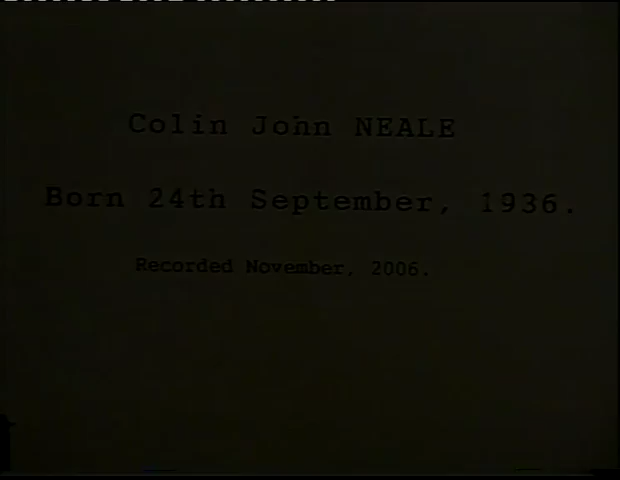 Colin John NEALE
Born 24th September, 1936.
Recorded November, 2006.